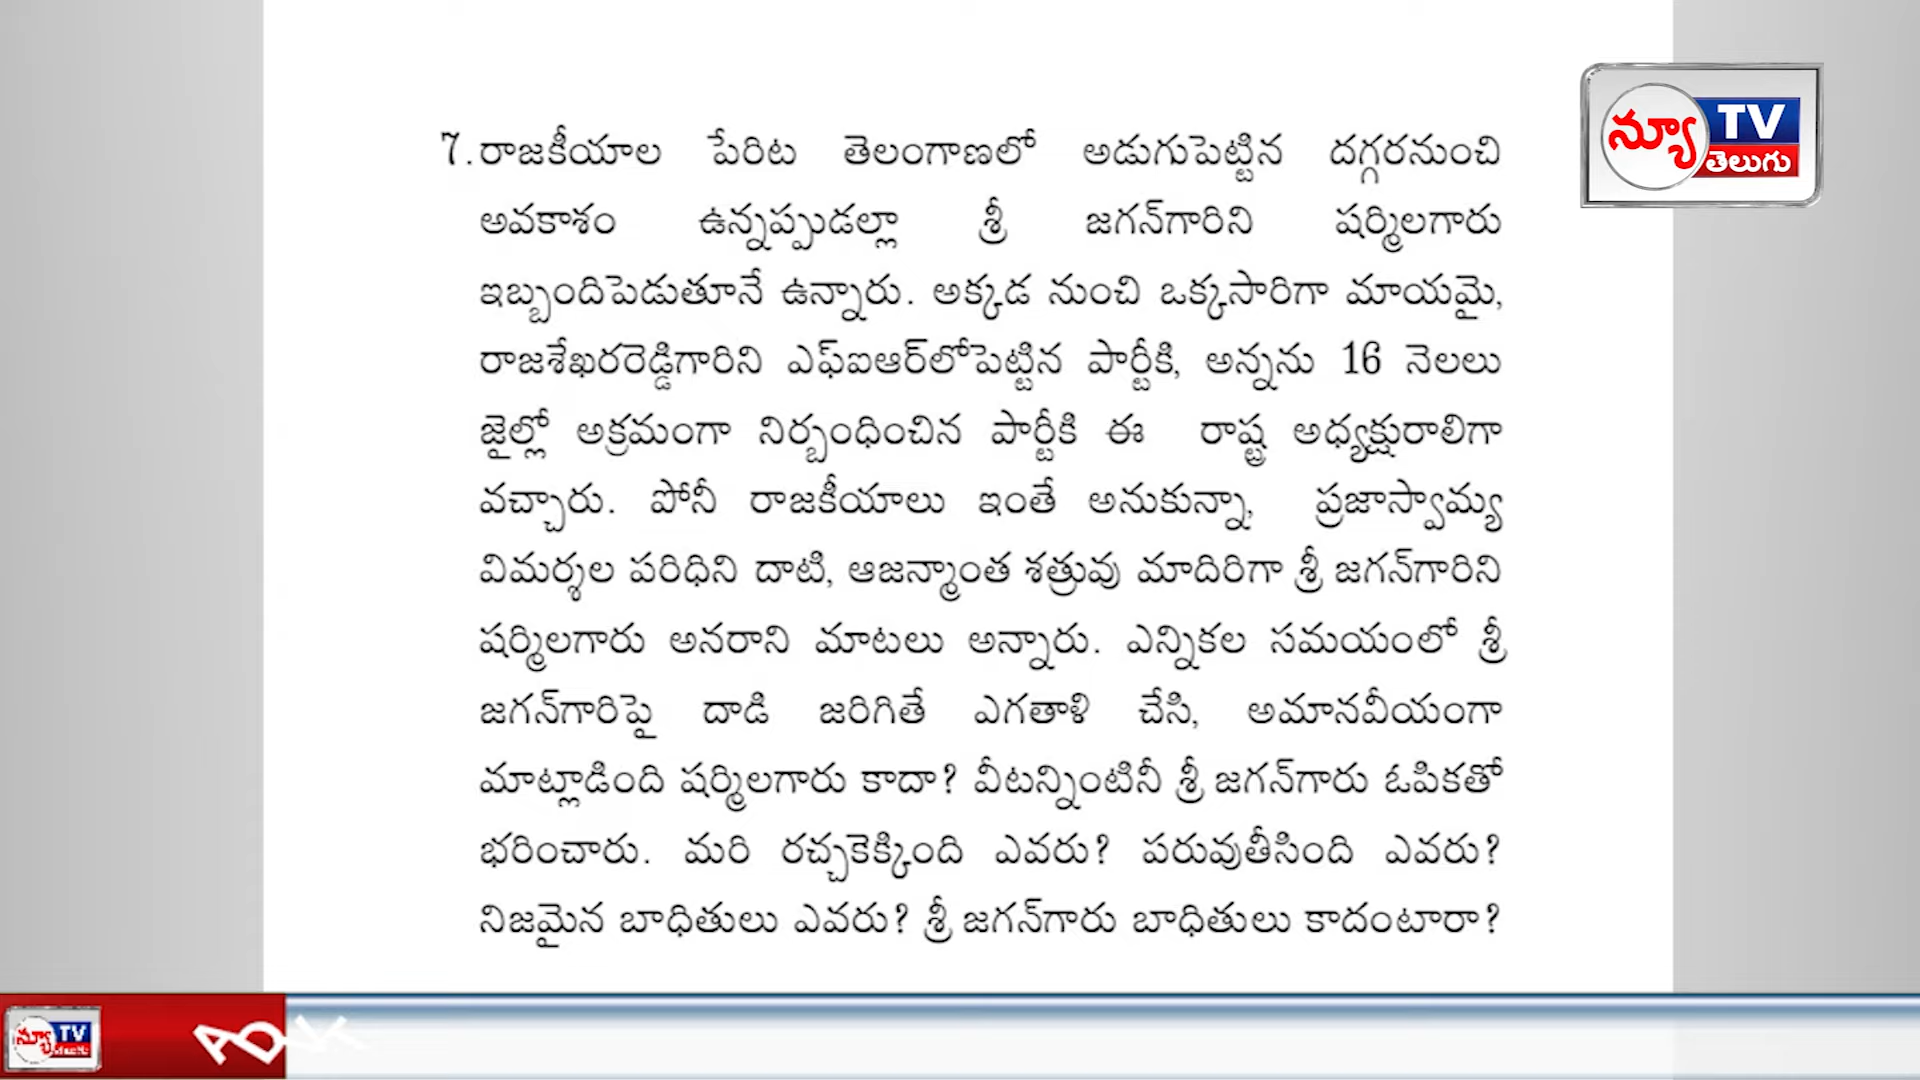 న్యూ TV తెలుగు
7. రాజకీయాల పేరిట తెలంగాణలో అడుగుపెట్టిన దగ్గరనుంచి
అవకాశం ఉన్నప్పుడల్లా శ్రీ జగన్‌గారిని షర్మిలగారు
ఇబ్బందిపెడుతూనే ఉన్నారు. అక్కడ నుంచి ఒక్కసారిగా మాయమై,
రాజశేఖరరెడ్డిగారిని ఎఫ్ఐఆర్‌లోపెట్టిన పార్టీకి, అన్నను 16 నెలలు
జైల్లో అక్రమంగా నిర్బంధించిన పార్టీకి ఈ రాష్ట్ర అధ్యక్షురాలిగా
వచ్చారు. పోనీ రాజకీయాలు ఇంతే అనుకున్నా, ప్రజాస్వామ్య
విమర్శల పరిధిని దాటి, ఆజన్మాంత శత్రువు మాదిరిగా శ్రీ జగన్‌గారిని
షర్మిలగారు అనరాని మాటలు అన్నారు. ఎన్నికల సమయంలో శ్రీ
జగన్‌గారిపై దాడి జరిగితే ఎగతాళి చేసి, అమానవీయంగా
మాట్లాడింది షర్మిలగారు కాదా? వీటన్నింటినీ శ్రీ జగన్‌గారు ఓపికతో
భరించారు. మరి రచ్చకెక్కింది ఎవరు? పరువుతీసింది ఎవరు?
నిజమైన బాధితులు ఎవరు? శ్రీ జగన్‌గారు బాధితులు కాదంటారా?
న్యూ TV తెలుగు